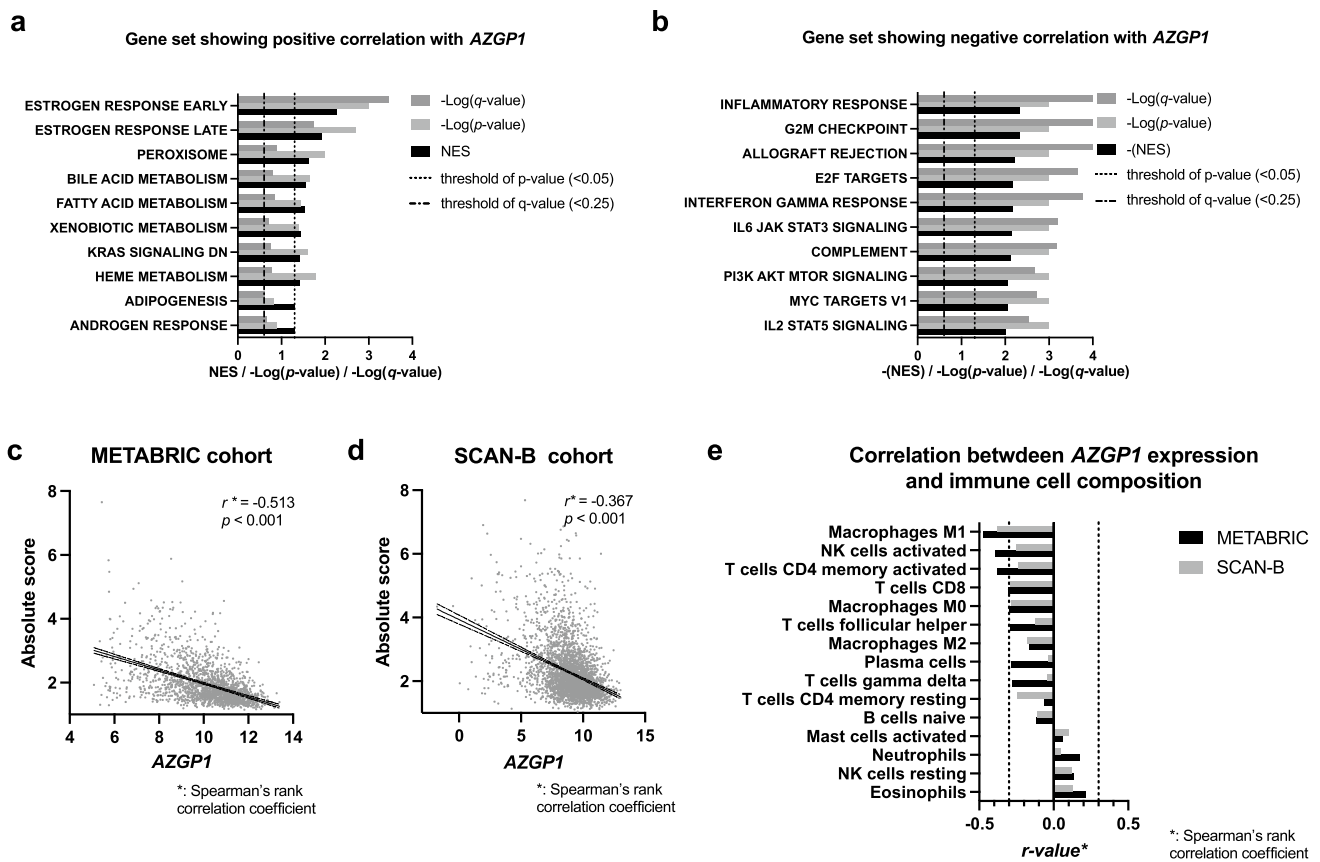 a
Gene set showing positive correlation with AZGP1
ESTROGEN RESPONSE EARLY
ESTROGEN RESPONSE LATE
PEROXISOME
BILE ACID METABOLISM
FATTY ACID METABOLISM
XENOBIOTIC METABOLISM
KRAS SIGNALING DN
HEME METABOLISM
ADIPOGENESIS
ANDROGEN RESPONSE
0 1 2 3 4
NES / -Log(p-value) / -Log(q-value)
-Log(q-value)
-Log(p-value)
NES
threshold of p-value (<0.05)
threshold of q-value (<0.25)
b
Gene set showing negative correlation with AZGP1
INFLAMMATORY RESPONSE
G2M CHECKPOINT
ALLOGRAFT REJECTION
E2F TARGETS
INTERFERON GAMMA RESPONSE
IL6 JAK STAT3 SIGNALING
COMPLEMENT
PI3K AKT MTOR SIGNALING
MYC TARGETS V1
IL2 STAT5 SIGNALING
0 1 2 3 4
-(NES) / -Log(p-value) / -Log(q-value)
-Log(q-value)
-Log(p-value)
-(NES)
threshold of p-value (<0.05)
threshold of q-value (<0.25)
c
METABRIC cohort
r * = -0.513
p < 0.001
Absolute score
8
6
4
2
4 6 8 10 12 14
AZGP1
*: Spearman's rank
correlation coefficient
d
SCAN-B cohort
r* = -0.367
p < 0.001
Absolute score
8
6
4
2
0 5 10 15
AZGP1
*: Spearman's rank
correlation coefficient
e
Correlation betwdeen AZGP1 expression
and immune cell composition
Macrophages M1
NK cells activated
T cells CD4 memory activated
T cells CD8
Macrophages M0
T cells follicular helper
Macrophages M2
Plasma cells
T cells gamma delta
T cells CD4 memory resting
B cells naive
Mast cells activated
Neutrophils
NK cells resting
Eosinophils
-0.5 0.0 0.5
r-value*
METABRIC
SCAN-B
*: Spearman's rank
correlation coefficient